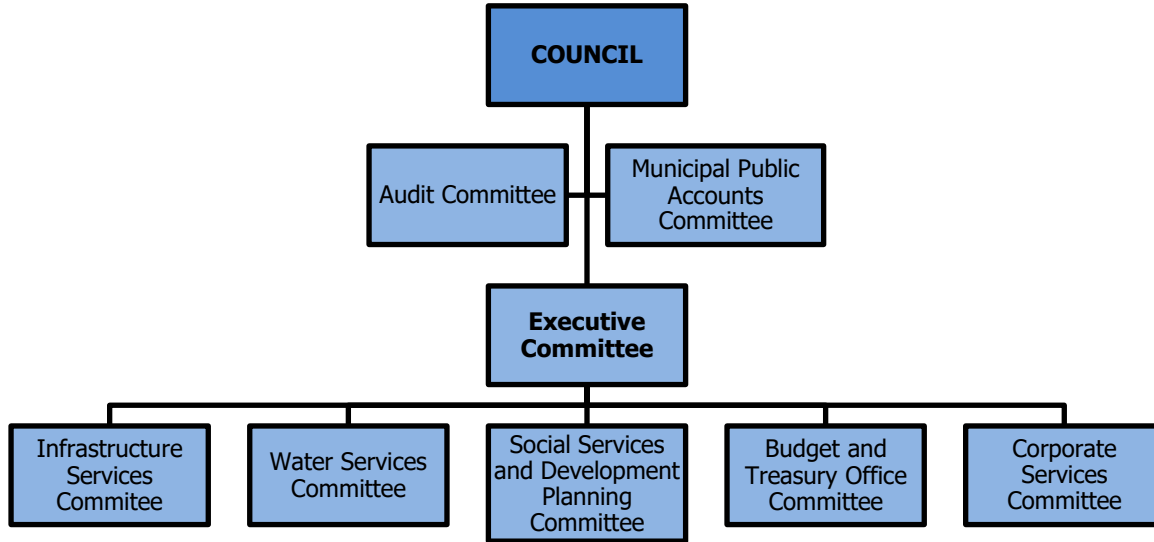 COUNCIL
Audit Committee
Municipal Public
Accounts
Committee
Executive
Committee
Infrastructure
Services
Commitee
Water Services
Committee
Social Services
and Development
Planning
Committee
Budget and
Treasury Office
Committee
Corporate
Services
Committee